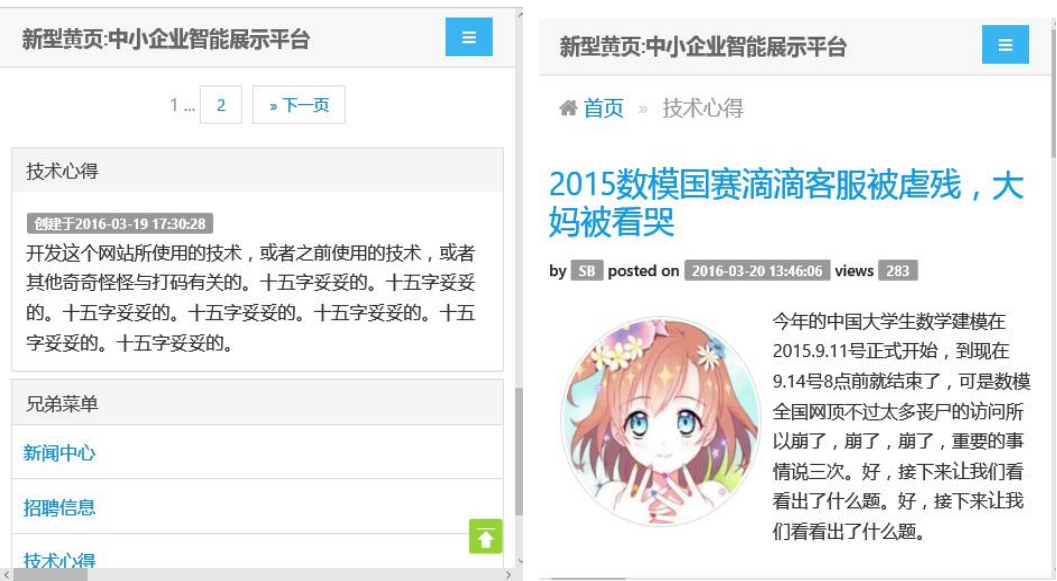 新型黄页:中小企业智能展示平台
1 ... 2 » 下一页
技术心得
创建于2016-03-19 17:30:28
开发这个网站所使用的技术，或者之前使用的技术，或者
其他奇奇怪怪与打码有关的。十五字妥妥的。十五字妥妥
的。十五字妥妥的。十五字妥妥的。十五字妥妥的。十五
字妥妥的。十五字妥妥的。
兄弟菜单
新闻中心
招聘信息
技术心得
新型黄页:中小企业智能展示平台
首页 » 技术心得
2015数模国赛滴滴客服被虐残，大
妈被看哭
by SB posted on 2016-03-20 13:46:06 views 283
今年的中国大学生数学建模在
2015.9.11号正式开始，到现在
9.14号8点前就结束了，可是数模
全国网顶不过太多丧尸的访问所
以崩了，崩了，崩了，重要的事
情说三次。好，接下来让我们看
看出了什么题。好，接下来让我
们看看出了什么题。